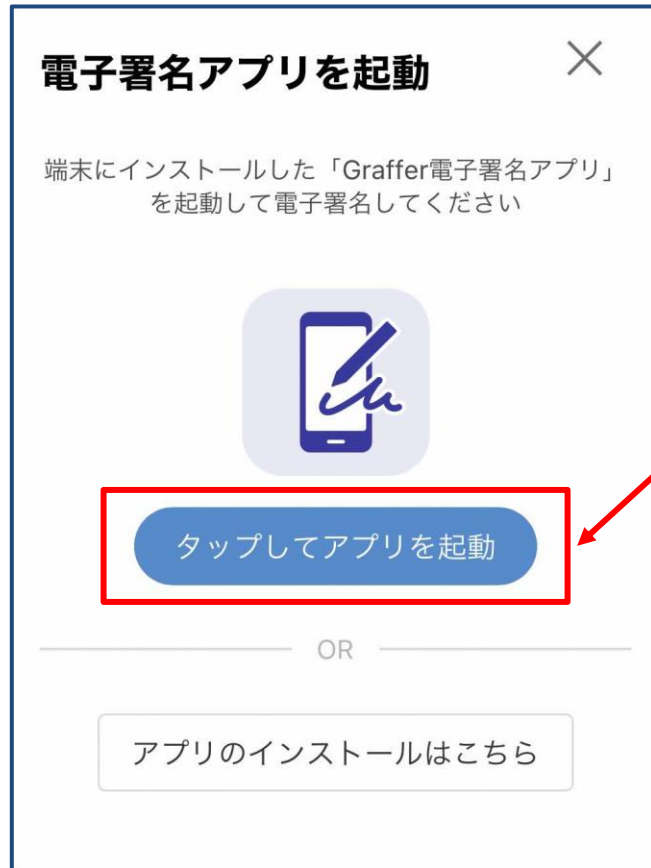 電子署名アプリを起動
端末にインストールした「Graffer電子署名アプリ」
を起動して電子署名してください
タップしてアプリを起動
OR
アプリのインストールはこちら